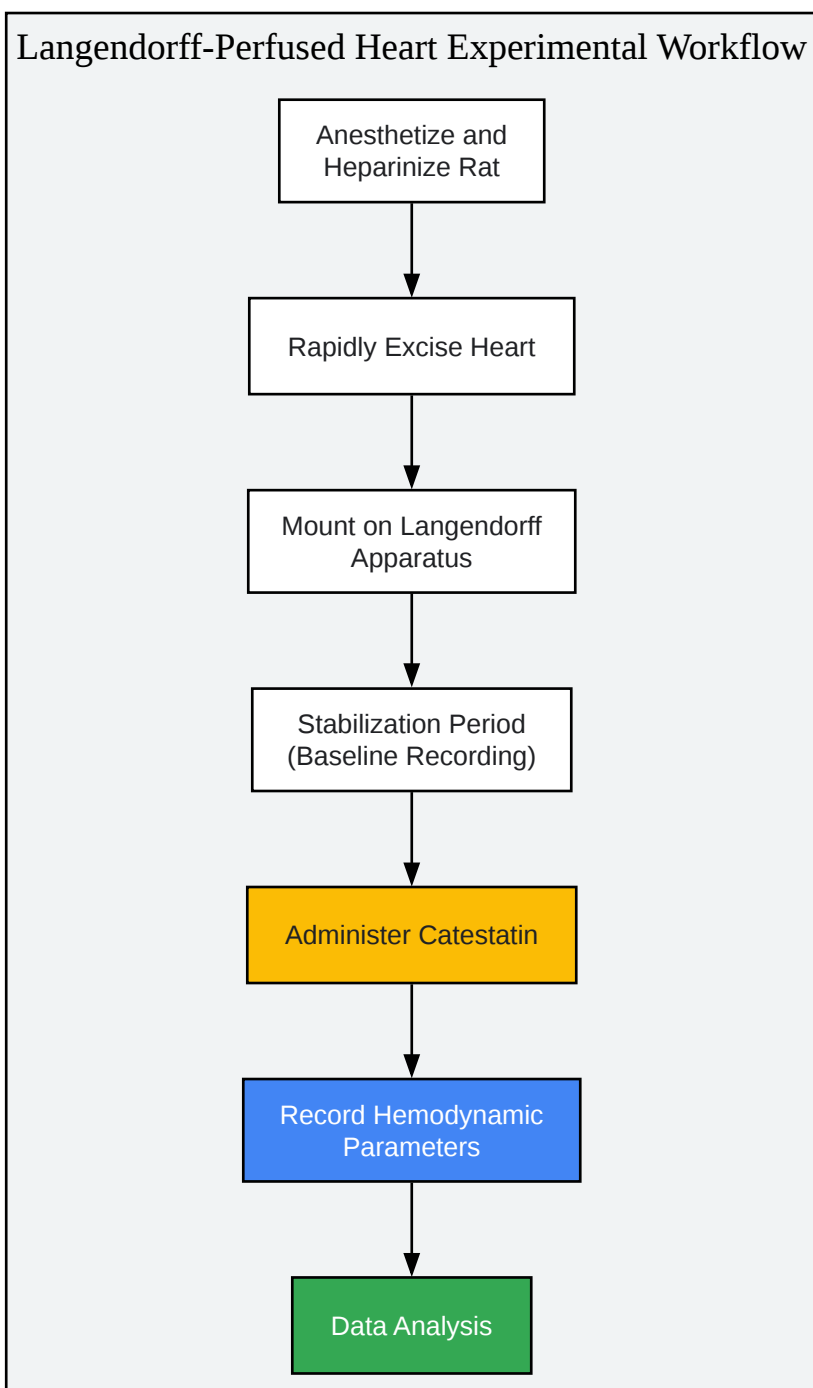 Langendorff-Perfused Heart Experimental Workflow
Anesthetize and
Heparinize Rat
Rapidly Excise Heart
Mount on Langendorff
Apparatus
Stabilization Period
(Baseline Recording)
Administer Catestatin
Record Hemodynamic
Parameters
Data Analysis